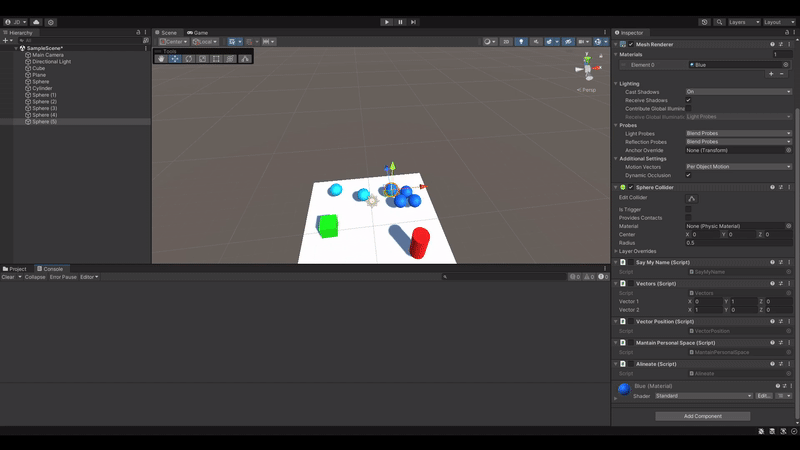 JD
Layers
Layout
Hierarchy
All
SampleScene*
Main Camera
Directional Light
Cube
Plane
Sphere
Cylinder
Sphere (1)
Sphere (2)
Sphere (3)
Sphere (4)
Sphere (5)
Scene
Game
Center
Local
2D
Tools
Persp
Project
Console
Clear
Collapse
Error Pause
Editor
0
0
0
Inspector
Mesh Renderer
Materials
1
Element 0
Blue
Lighting
Cast Shadows
On
Receive Shadows
Contribute Global Illumina
Receive Global Illuminati
Light Probes
Probes
Light Probes
Blend Probes
Reflection Probes
Blend Probes
Anchor Override
None (Transform)
Additional Settings
Motion Vectors
Per Object Motion
Dynamic Occlusion
Sphere Collider
Edit Collider
Is Trigger
Provides Contacts
Material
None (Physic Material)
Center
X 0 Y 0 Z 0
Radius
0.5
Layer Overrides
Say My Name (Script)
Script
SayMyName
Vectors (Script)
Script
Vectors
Vector 1
X 0 Y 1 Z 0
Vector 2
X 1 Y 0 Z 0
Vector Position (Script)
Script
VectorPosition
Mantain Personal Space (Script)
Script
MantainPersonalSpace
Alineate (Script)
Script
Alineate
Blue (Material)
Shader
Standard
Edit...
Add Component